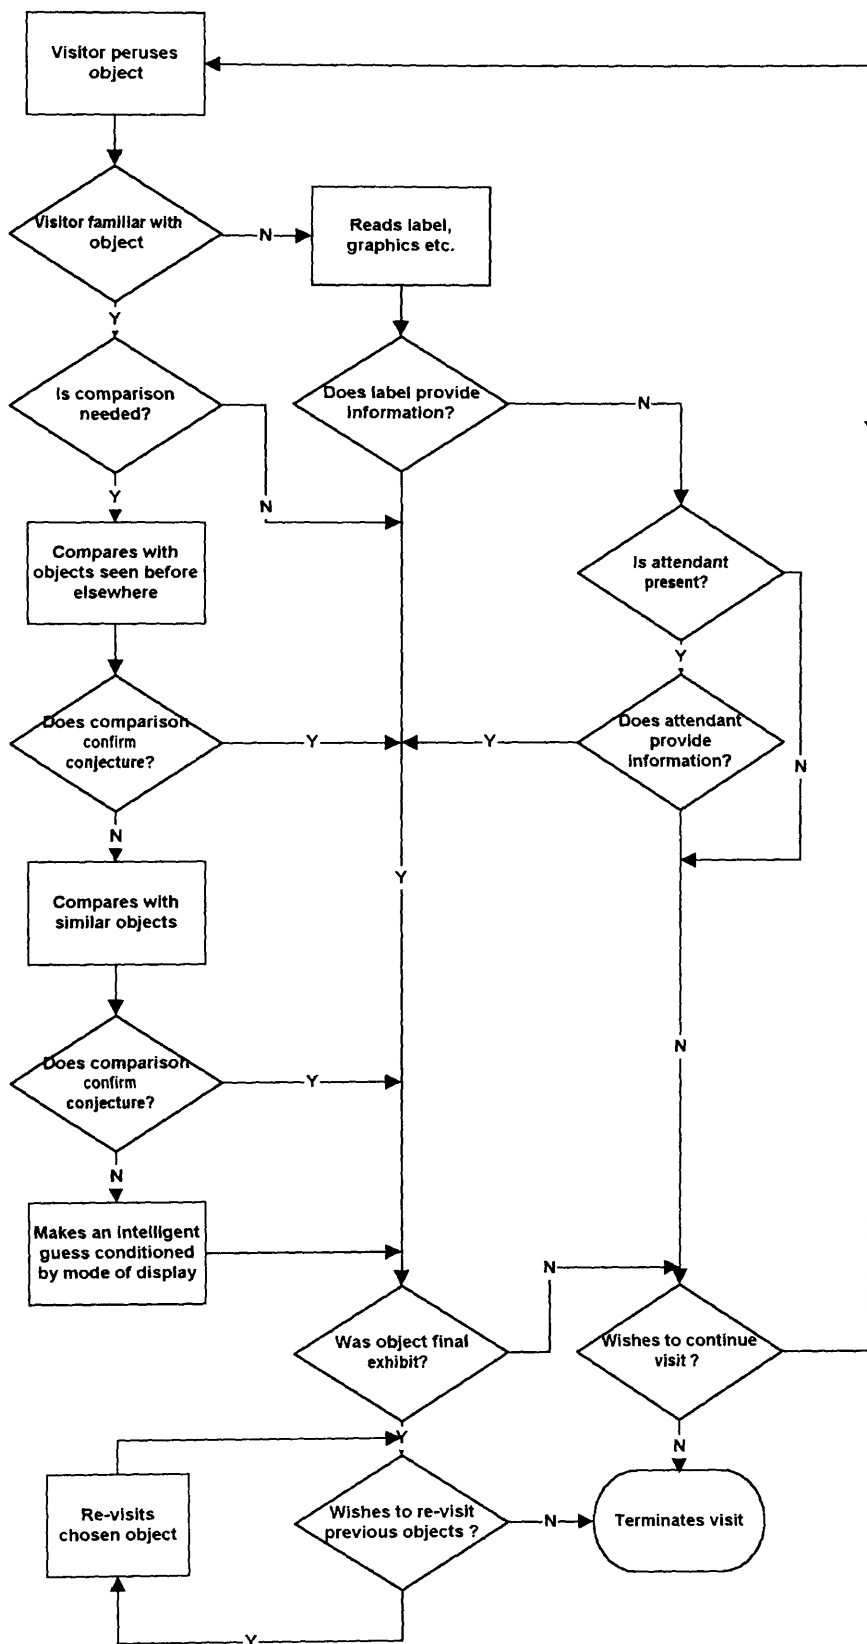 Visitor peruses
object
Visitor familiar with
object
N
Reads label,
graphics etc.
Y
Is comparison
needed?
Does label provide
information?
N
Y
N
Compares with
objects seen before
elsewhere
Is attendant
present?
Y
Does comparison
confirm
conjecture?
Y
Y
Does attendant
provide
information?
N
N
Y
Compares with
similar objects
N
Does comparison
confirm
conjecture?
Y
N
Makes an intelligent
guess conditioned
by mode of display
N
Was object final
exhibit?
Wishes to continue
visit ?
Y
N
Re-visits
chosen object
Wishes to re-visit
previous objects ?
N
Terminates visit
Y